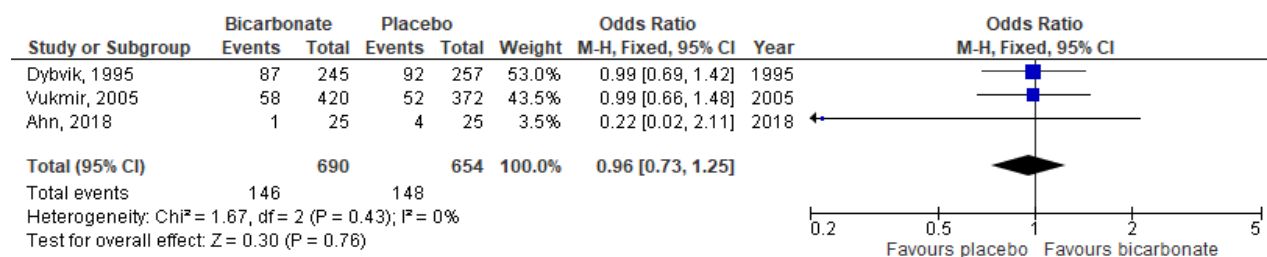 Bicarbonate Placebo Odds Ratio Odds Ratio
Study or Subgroup Events Total Events Total Weight M-H, Fixed, 95% CI Year M-H, Fixed, 95% CI
Dybvik, 1995 87 245 92 257 53.0% 0.99 [0.69, 1.42] 1995
Vukmir, 2005 58 420 52 372 43.5% 0.99 [0.66, 1.48] 2005
Ahn, 2018 1 25 4 25 3.5% 0.22 [0.02, 2.11] 2018
Total (95% CI) 690 654 100.0% 0.96 [0.73, 1.25]
Total events 146 148
Heterogeneity: Chi² = 1.67, df = 2 (P = 0.43); I² = 0%
Test for overall effect: Z = 0.30 (P = 0.76)
0.2 0.5 1 2 5
Favours placebo Favours bicarbonate